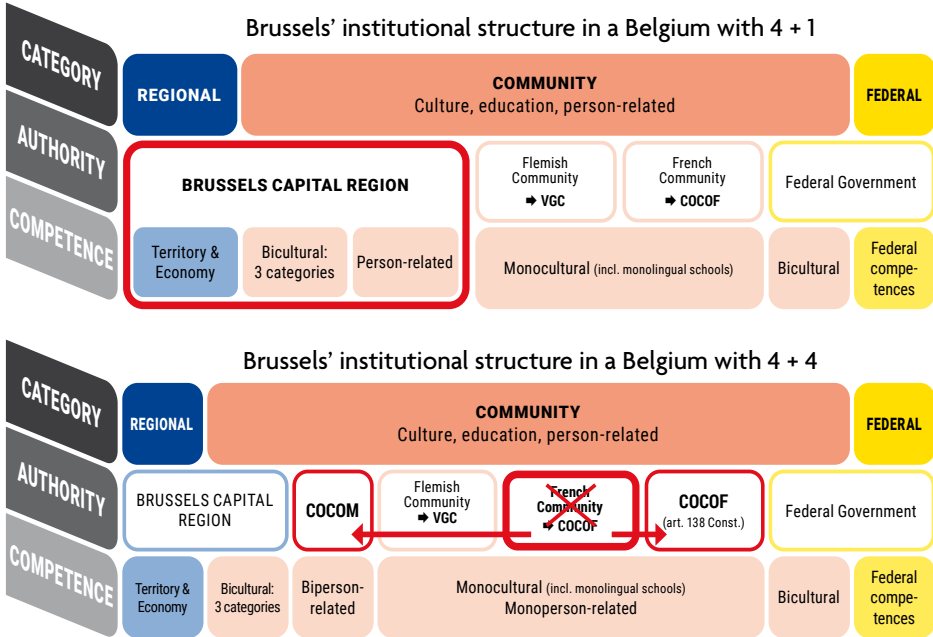 Brussels’ institutional structure in a Belgium with 4 + 1
CATEGORY
REGIONAL
COMMUNITY
Culture, education, person-related
FEDERAL
AUTHORITY
BRUSSELS CAPITAL REGION
Flemish
Community
➡ VGC
French
Community
➡ COCOF
Federal Government
COMPETENCE
Territory &
Economy
Bicultural:
3 categories
Person-related
Monocultural (incl. monolingual schools)
Bicultural
Federal
compe-
tences
Brussels’ institutional structure in a Belgium with 4 + 4
CATEGORY
REGIONAL
COMMUNITY
Culture, education, person-related
FEDERAL
AUTHORITY
BRUSSELS CAPITAL
REGION
COCOM
Flemish
Community
➡ VGC
French
Community
➡ COCOF
COCOF
(art. 138 Const.)
Federal Government
COMPETENCE
Territory &
Economy
Bicultural:
3 categories
Biperson-
related
Monocultural (incl. monolingual schools)
Monoperson-related
Bicultural
Federal
compe-
tences